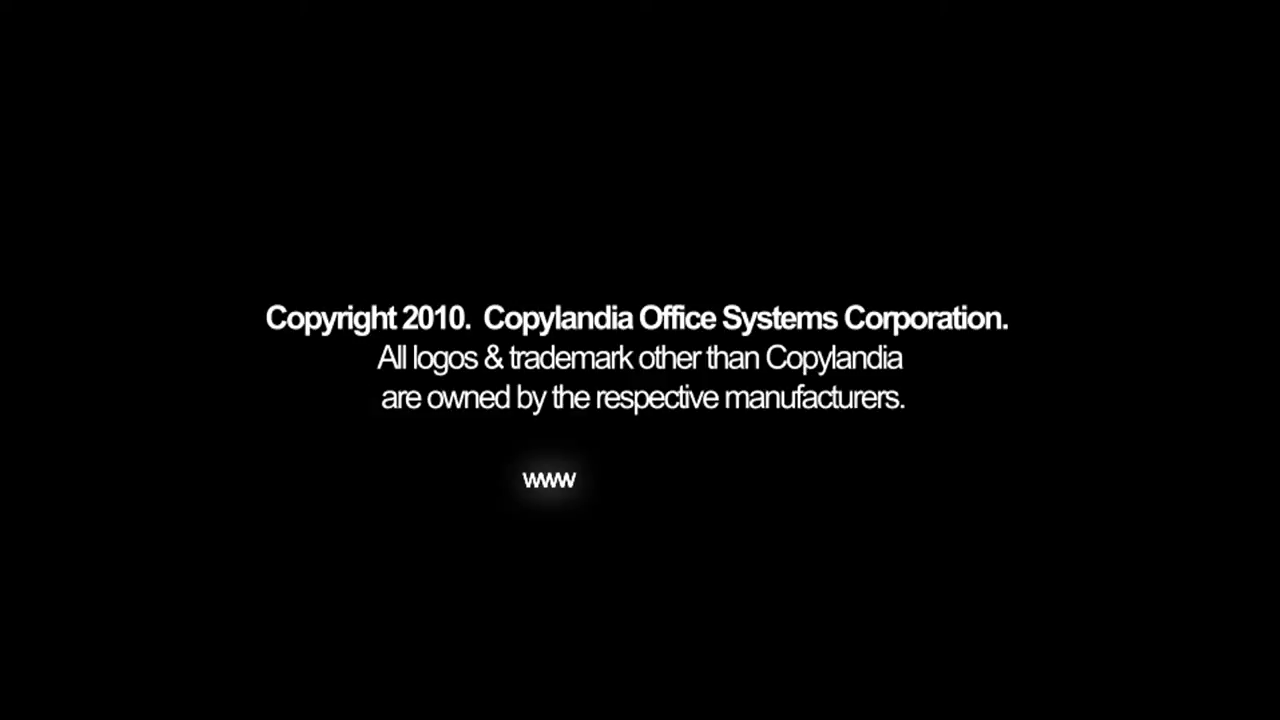 Copyright 2010.  Copylandia Office Systems Corporation.
All logos & trademark other than Copylandia
are owned by the respective manufacturers.
www